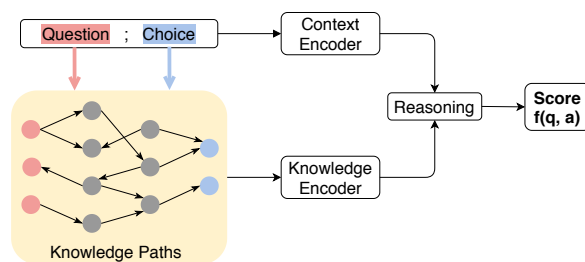 Question ; Choice
Context
Encoder
Reasoning
Score
f(q, a)
Knowledge
Encoder
Knowledge Paths